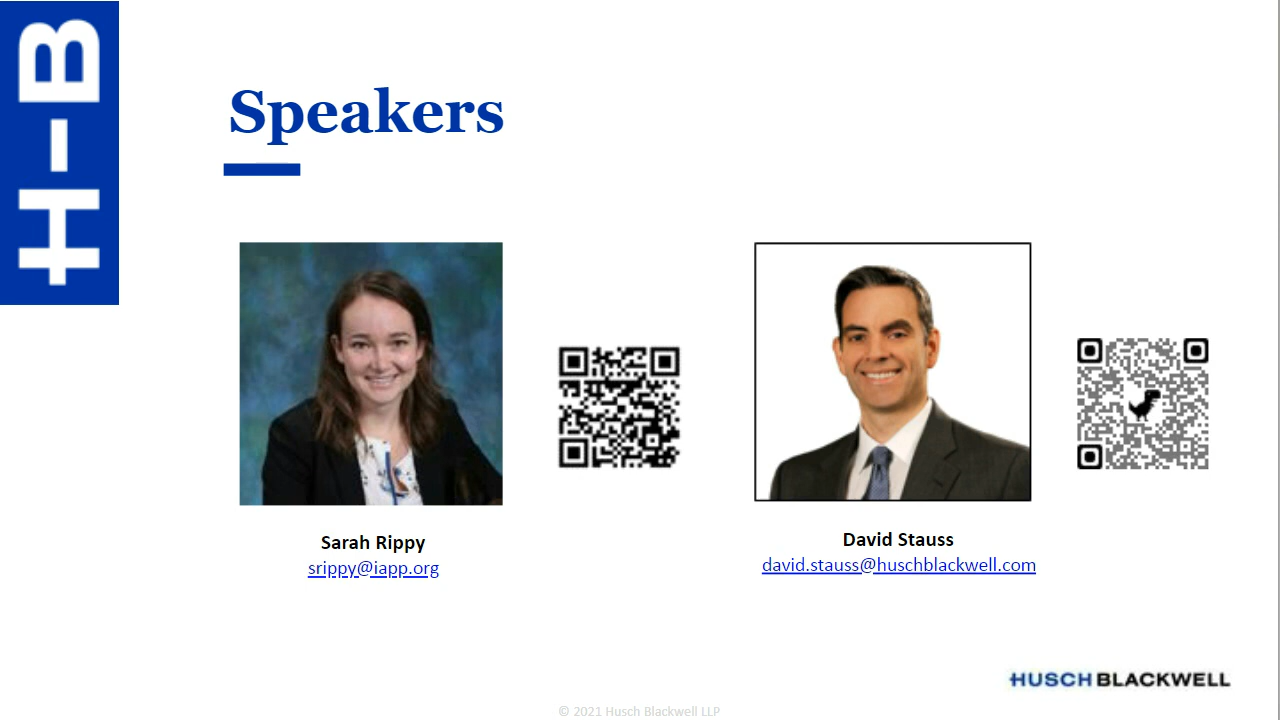 H-B
Speakers
Sarah Rippy
srippy@iapp.org
David Stauss
david.stauss@huschblackwell.com
HUSCH BLACKWELL
© 2021 Husch Blackwell LLP